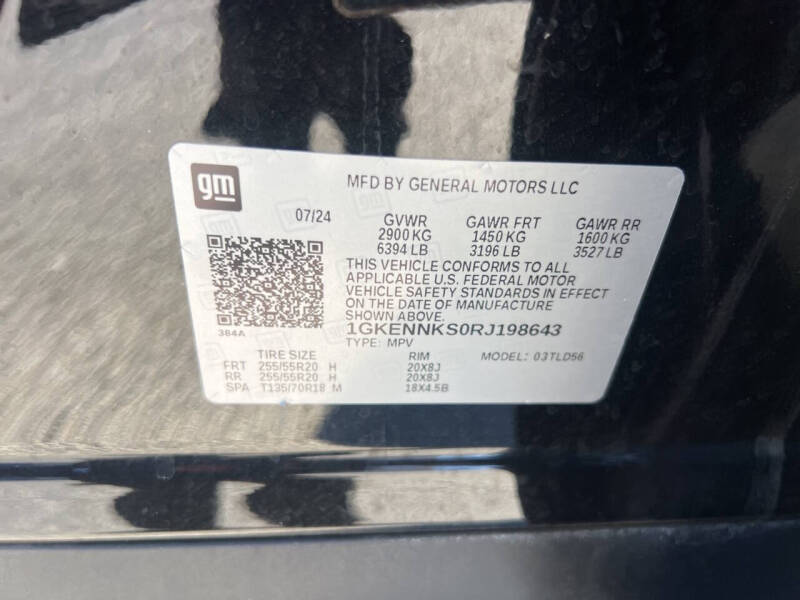 gm
MFD BY GENERAL MOTORS LLC
07/24 GVWR GAWR FRT GAWR RR
2900 KG 1450 KG 1600 KG
6394 LB 3196 LB 3527 LB
THIS VEHICLE CONFORMS TO ALL
APPLICABLE U.S. FEDERAL MOTOR
VEHICLE SAFETY STANDARDS IN EFFECT
ON THE DATE OF MANUFACTURE
SHOWN ABOVE.
384A 1GKENNKS0RJ198643
TYPE: MPV MODEL: 03TLD56
TIRE SIZE RIM
FRT 255/55R20 H 20X8J
RR 255/55R20 H 20X8J
SPA T135/70R18 M 18X4.5B